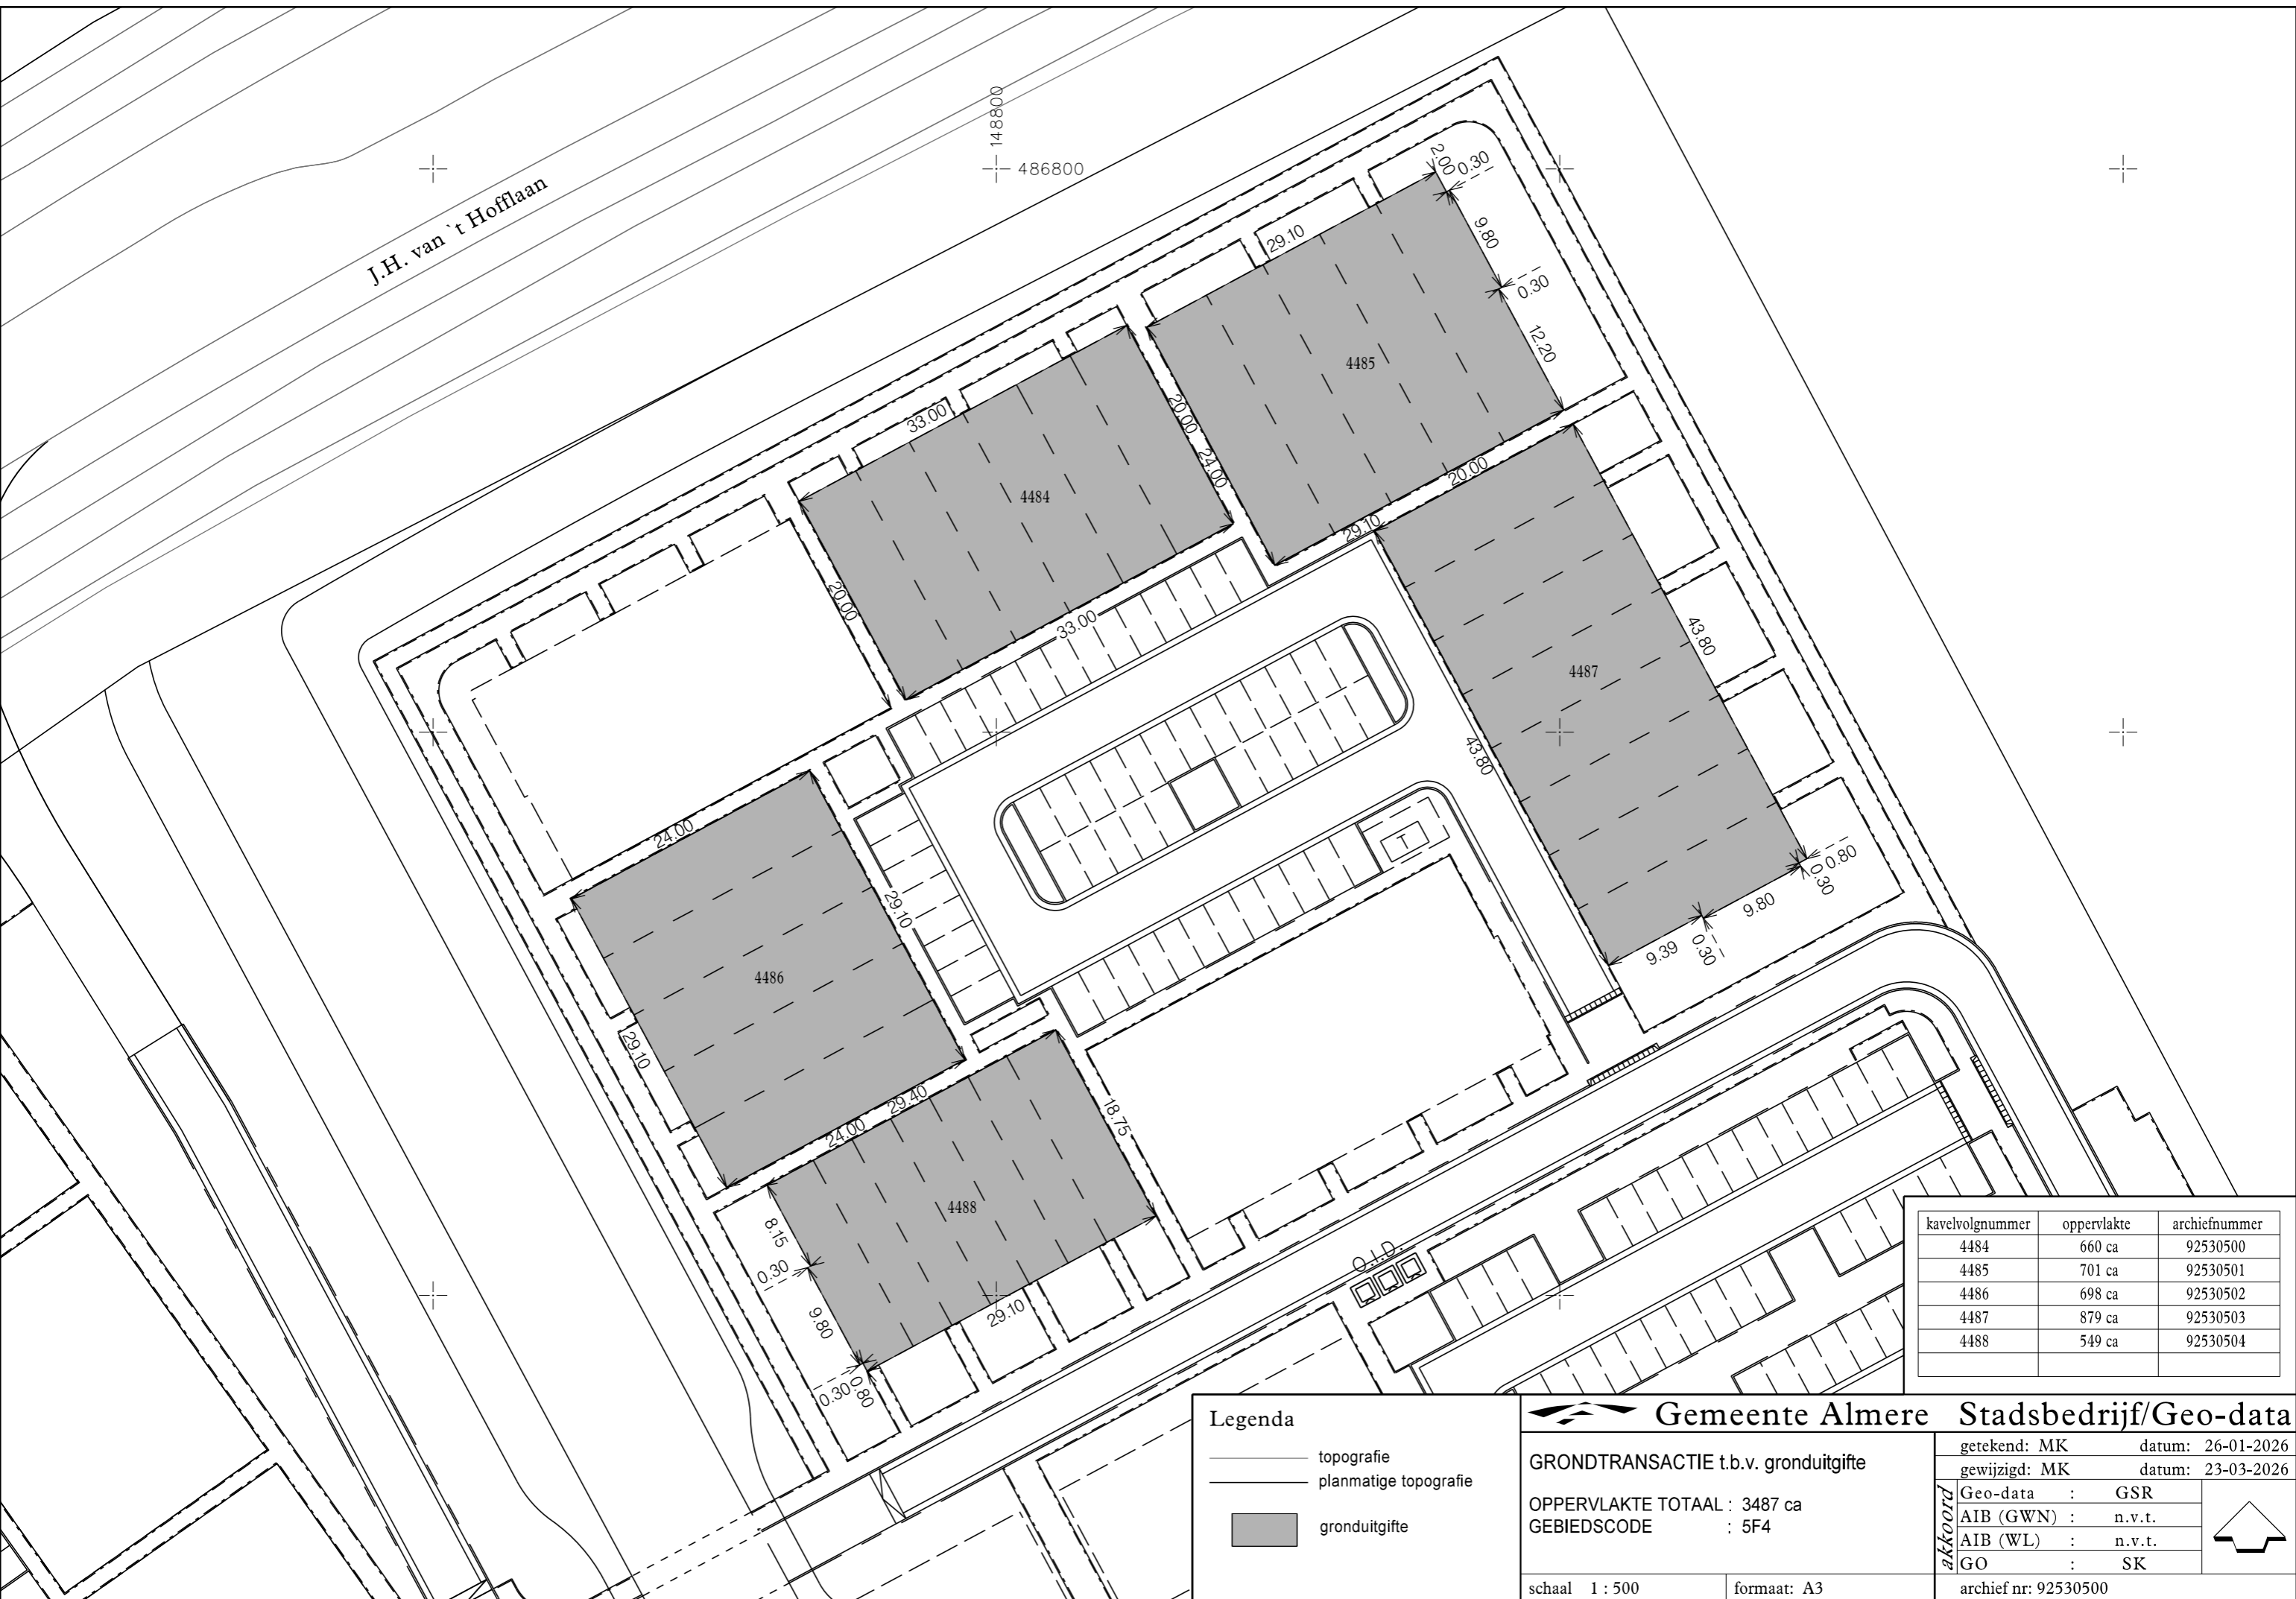 148800
486800
J.H. van `t Hofflaan
2.00
0.30
9.80
0.30
12.20
29.10
4485
20.00
24.00
33.00
4484
20.00
29.10
20.00
33.00
43.80
4487
43.80
0.80
0.30
9.80
0.30
9.39
T
24.00
29.10
4486
29.10
29.40
24.00
18.75
4488
8.15
0.30
9.80
0.30
0.80
29.10
O.I.D.
kavelvolgnummer oppervlakte archiefnummer
4484 660 ca 92530500
4485 701 ca 92530501
4486 698 ca 92530502
4487 879 ca 92530503
4488 549 ca 92530504
Legenda
topografie
planmatige topografie
gronduitgifte
Gemeente Almere Stadsbedrijf/Geo-data
GRONDTRANSACTIE t.b.v. gronduitgifte
OPPERVLAKTE TOTAAL : 3487 ca
GEBIEDSCODE : 5F4
schaal 1 : 500 formaat: A3
getekend: MK datum: 26-01-2026
gewijzigd: MK datum: 23-03-2026
akkoord
Geo-data : GSR
AIB (GWN) : n.v.t.
AIB (WL) : n.v.t.
GO : SK
archief nr: 92530500